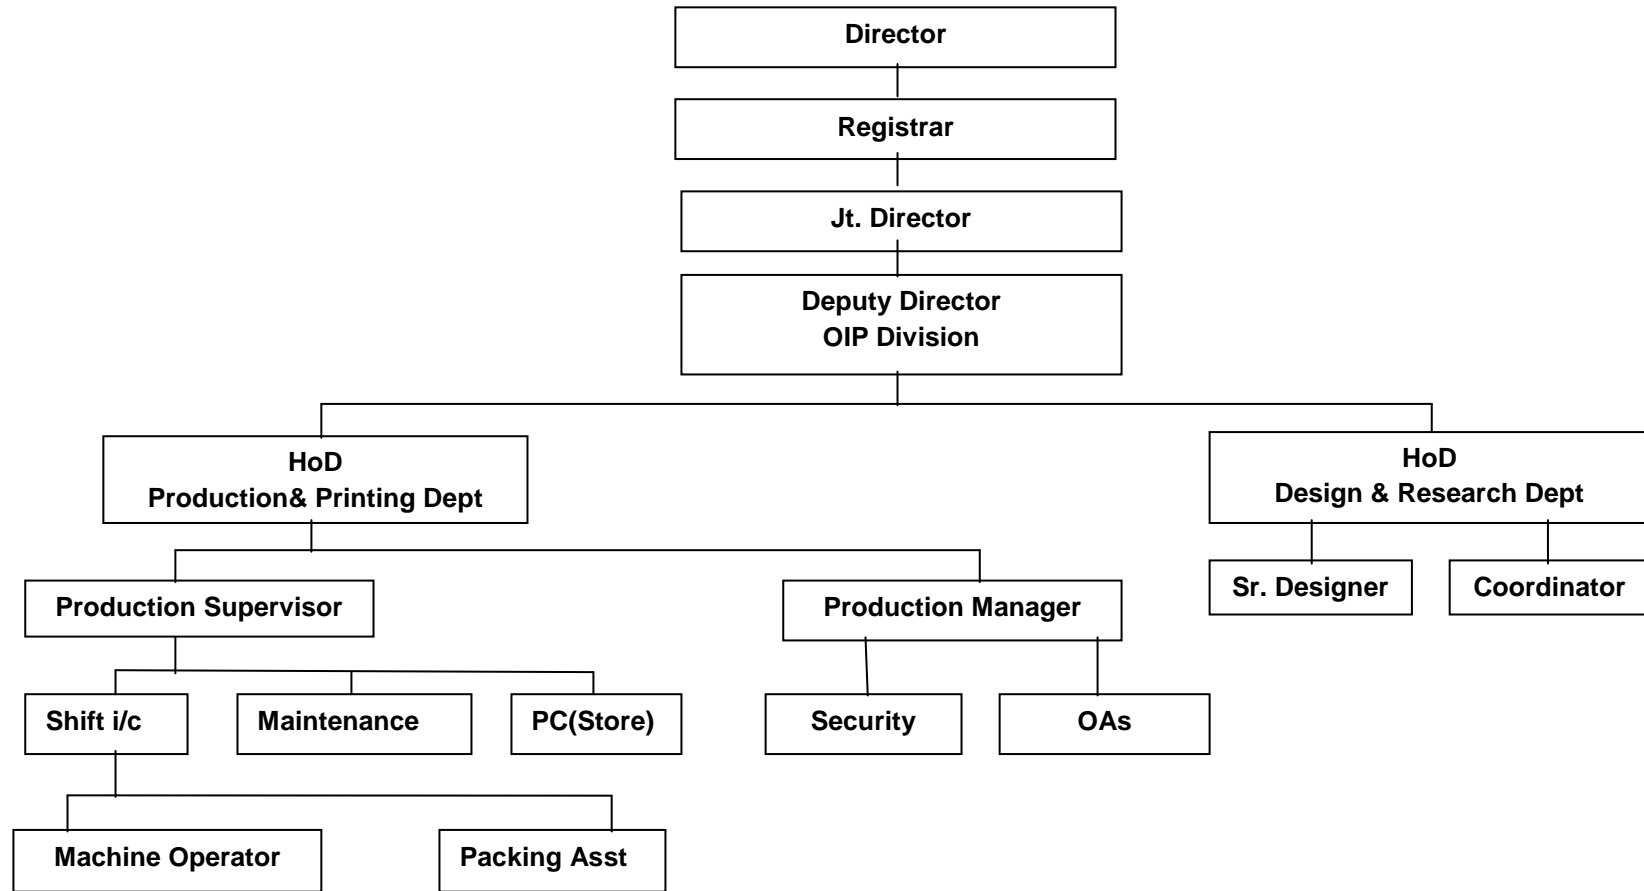 Director
Registrar
Jt. Director
Deputy Director
OIP Division
HoD
Production& Printing Dept
HoD
Design & Research Dept
Production Supervisor
Production Manager
Sr. Designer
Coordinator
Shift i/c
Maintenance
PC(Store)
Security
OAs
Machine Operator
Packing Asst